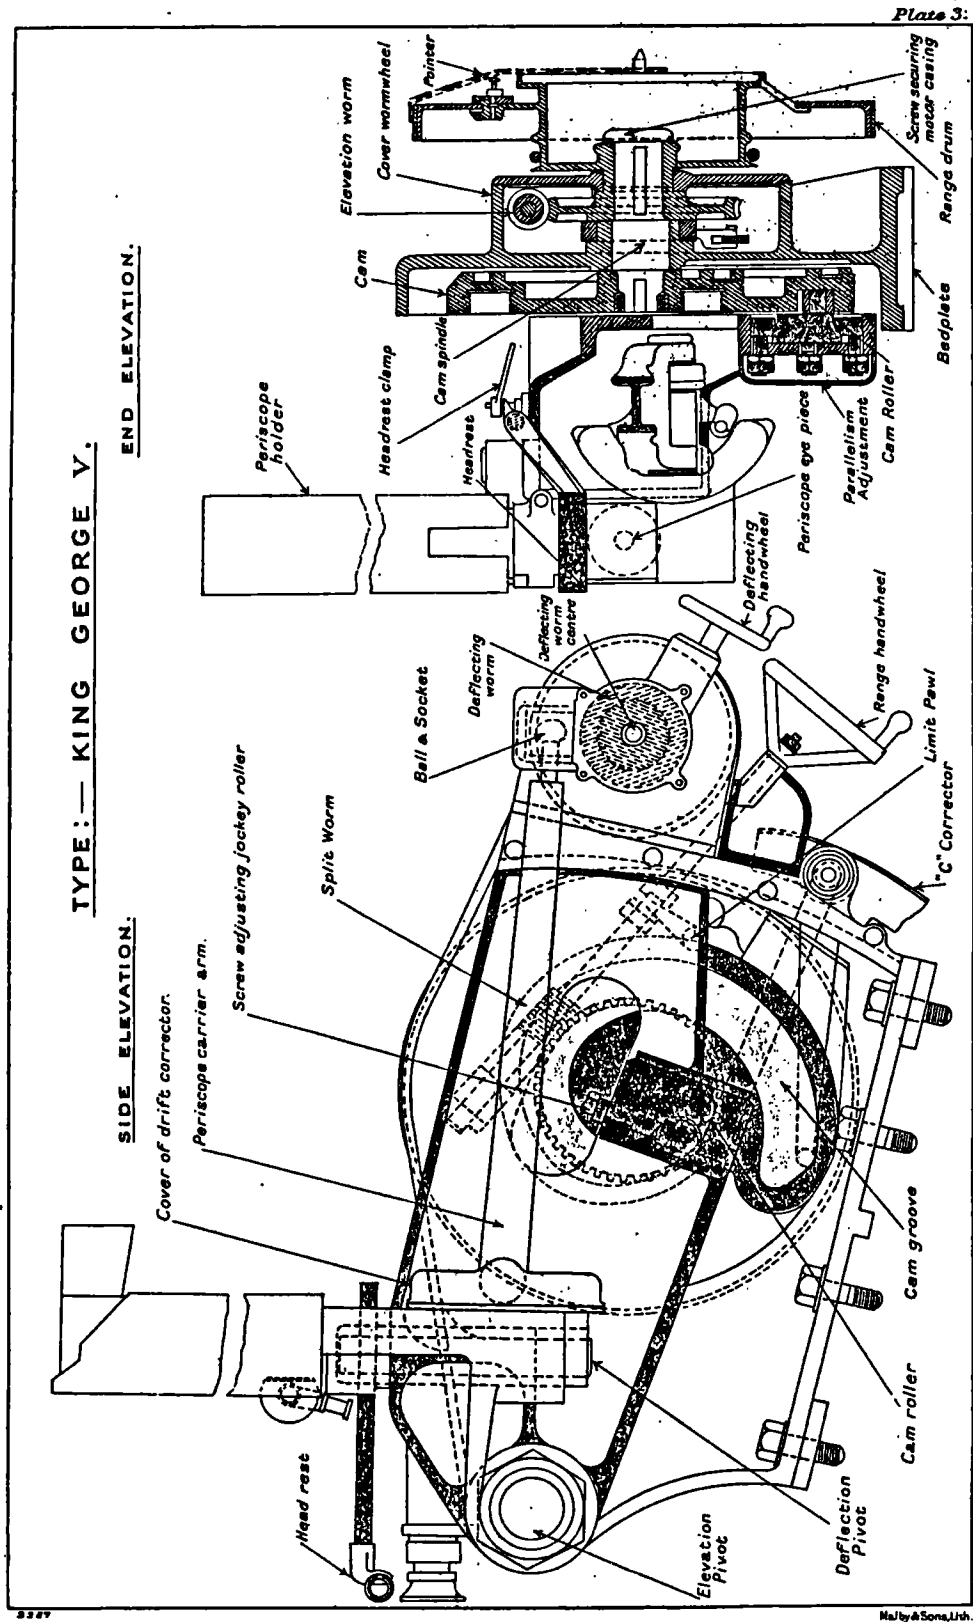 Plate 3.
TYPE:— KING GEORGE V.
SIDE ELEVATION.
END ELEVATION.
Head rest
Cover of drift corrector.
Periscope carrier arm.
Screw adjusting jockey roller
Split Worm
Ball & Socket
Deflecting
worm
Deflecting
worm
centre
Deflecting
handwheel
Range handwheel
Limit Pawl
"C" Corrector
Cam groove
Cam roller
Deflection
Pivot
Elevation
Pivot
Periscope
holder
Headrest clamp
Headrest
Cam spindle
Cam
Elevation worm
Cover wormwheel
Pointer
Screw securing
motor casing
Range drum
Bedplate
Cam Roller
Parallelism
Adjustment
Periscope eye piece
Malby & Sons, Lith.